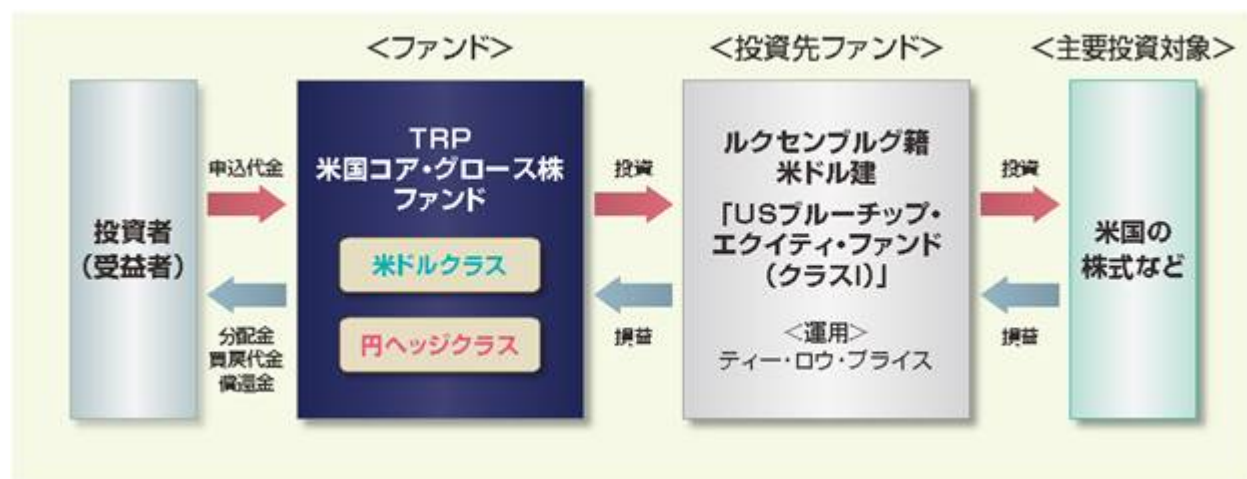 <ファンド>
<投資先ファンド>
<主要投資対象>
投資者
(受益者)
申込代金
分配金
買戻代金
償還金
TRP
米国コア・グロース株
ファンド
米ドルクラス
円ヘッジクラス
投資
損益
ルクセンブルグ籍
米ドル建
「USブルーチップ・
エクイティ・ファンド
(クラスI)」
<運用>
ティー・ロウ・プライス
投資
損益
米国の
株式など